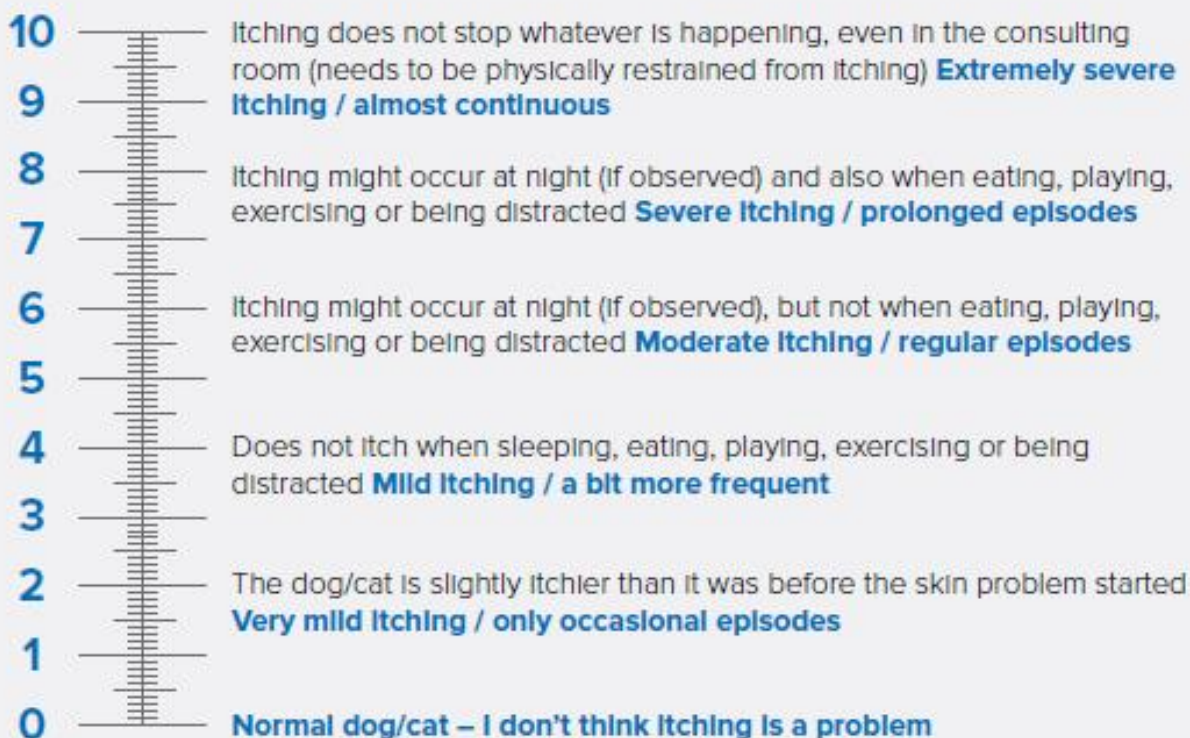 10 Itching does not stop whatever is happening, even in the consulting
room (needs to be physically restrained from itching) Extremely severe
9 itching / almost continuous
8 Itching might occur at night (if observed) and also when eating, playing,
exercising or being distracted Severe itching / prolonged episodes
7
6 Itching might occur at night (if observed), but not when eating, playing,
exercising or being distracted Moderate itching / regular episodes
5
4 Does not itch when sleeping, eating, playing, exercising or being
distracted Mild itching / a bit more frequent
3
2 The dog/cat is slightly itchier than it was before the skin problem started
Very mild itching / only occasional episodes
1
0 Normal dog/cat – I don't think itching is a problem